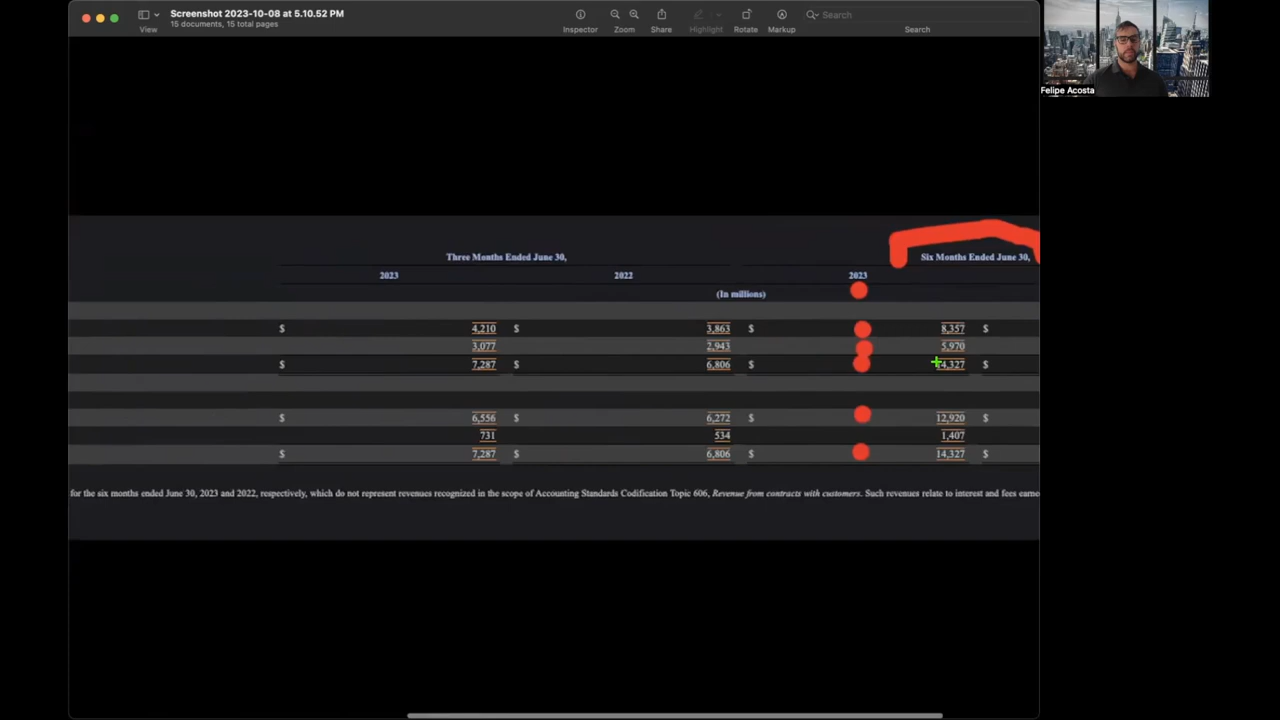 Screenshot 2023-10-08 at 5.10.52 PM
15 documents, 15 total pages
View
Inspector
Zoom
Share
Highlight
Rotate
Markup
Search
Search
Felipe Acosta
Three Months Ended June 30,
Six Months Ended June 30,
2023 2022 2023
(In millions)
$ 4,210 $ 3,863 $ 8,357 $
3,077 2,943 5,970
$ 7,287 $ 6,806 $ 14,327 $
$ 6,556 $ 6,272 12,920 $
731 534 1,407
$ 7,287 $ 6,806 14,327 $
for the six months ended June 30, 2023 and 2022, respectively, which do not represent revenues recognized in the scope of Accounting Standards Codification Topic 606, Revenue from contracts with customers. Such revenues relate to interest and fees earne